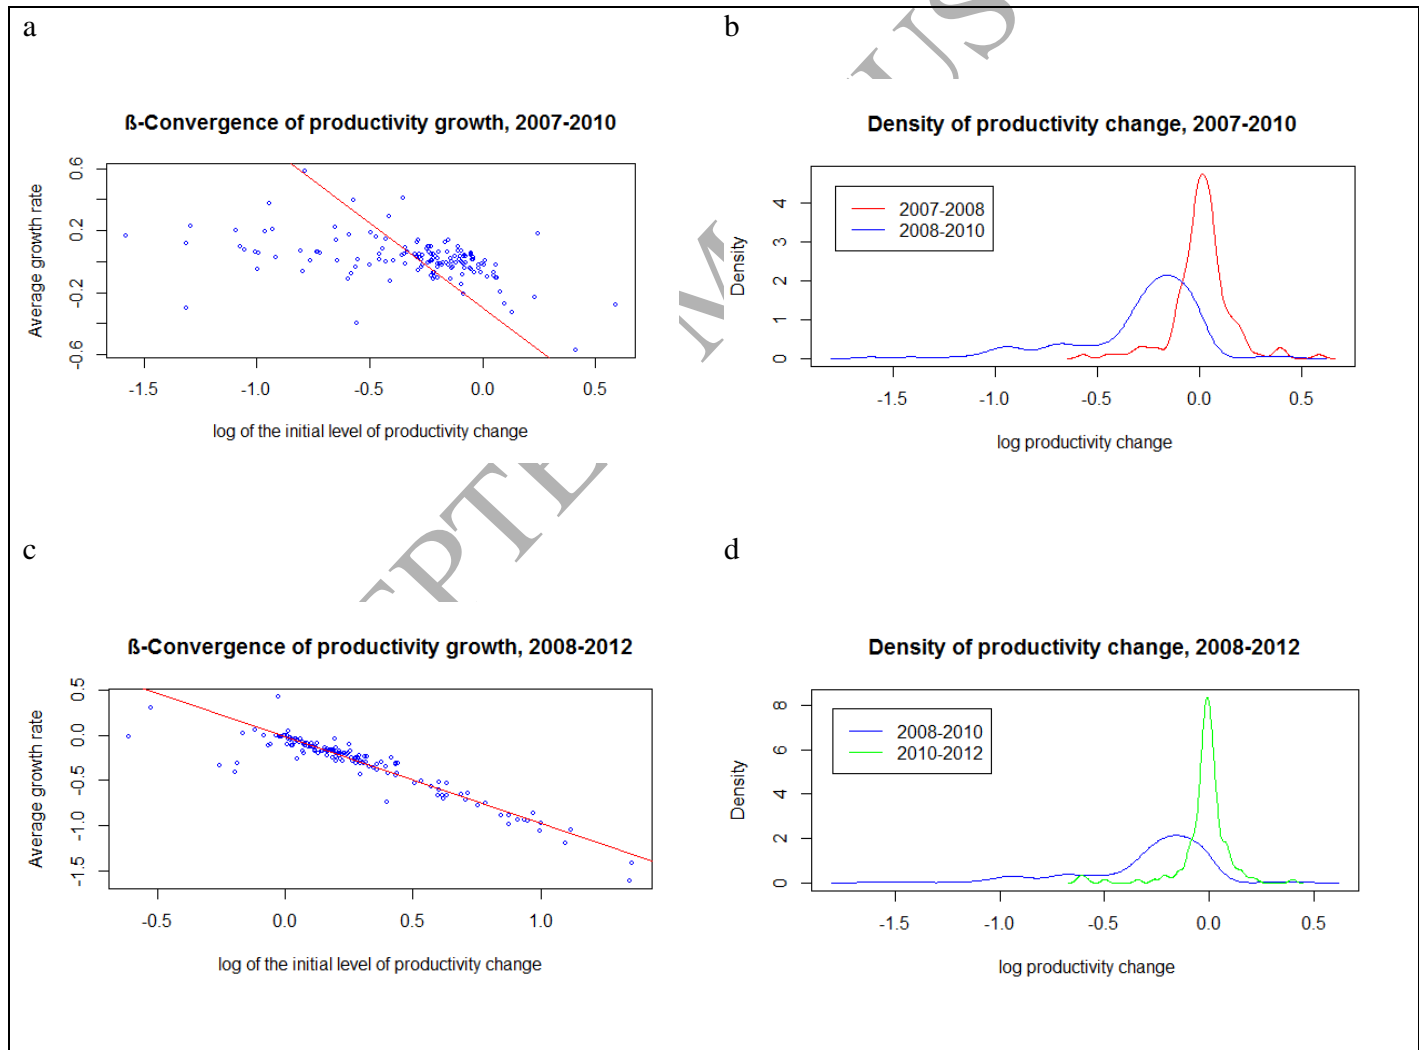 a
ß-Convergence of productivity growth, 2007-2010
Average growth rate
0.6
0.2
-0.2
-0.6
-1.5 -1.0 -0.5 0.0 0.5
log of the initial level of productivity change
b
Density of productivity change, 2007-2010
2007-2008
2008-2010
Density
4
3
2
1
0
-1.5 -1.0 -0.5 0.0 0.5
log productivity change
c
ß-Convergence of productivity growth, 2008-2012
Average growth rate
0.5
0.0
-0.5
-1.0
-1.5
-0.5 0.0 0.5 1.0
log of the initial level of productivity change
d
Density of productivity change, 2008-2012
2008-2010
2010-2012
Density
8
6
4
2
0
-1.5 -1.0 -0.5 0.0 0.5
log productivity change